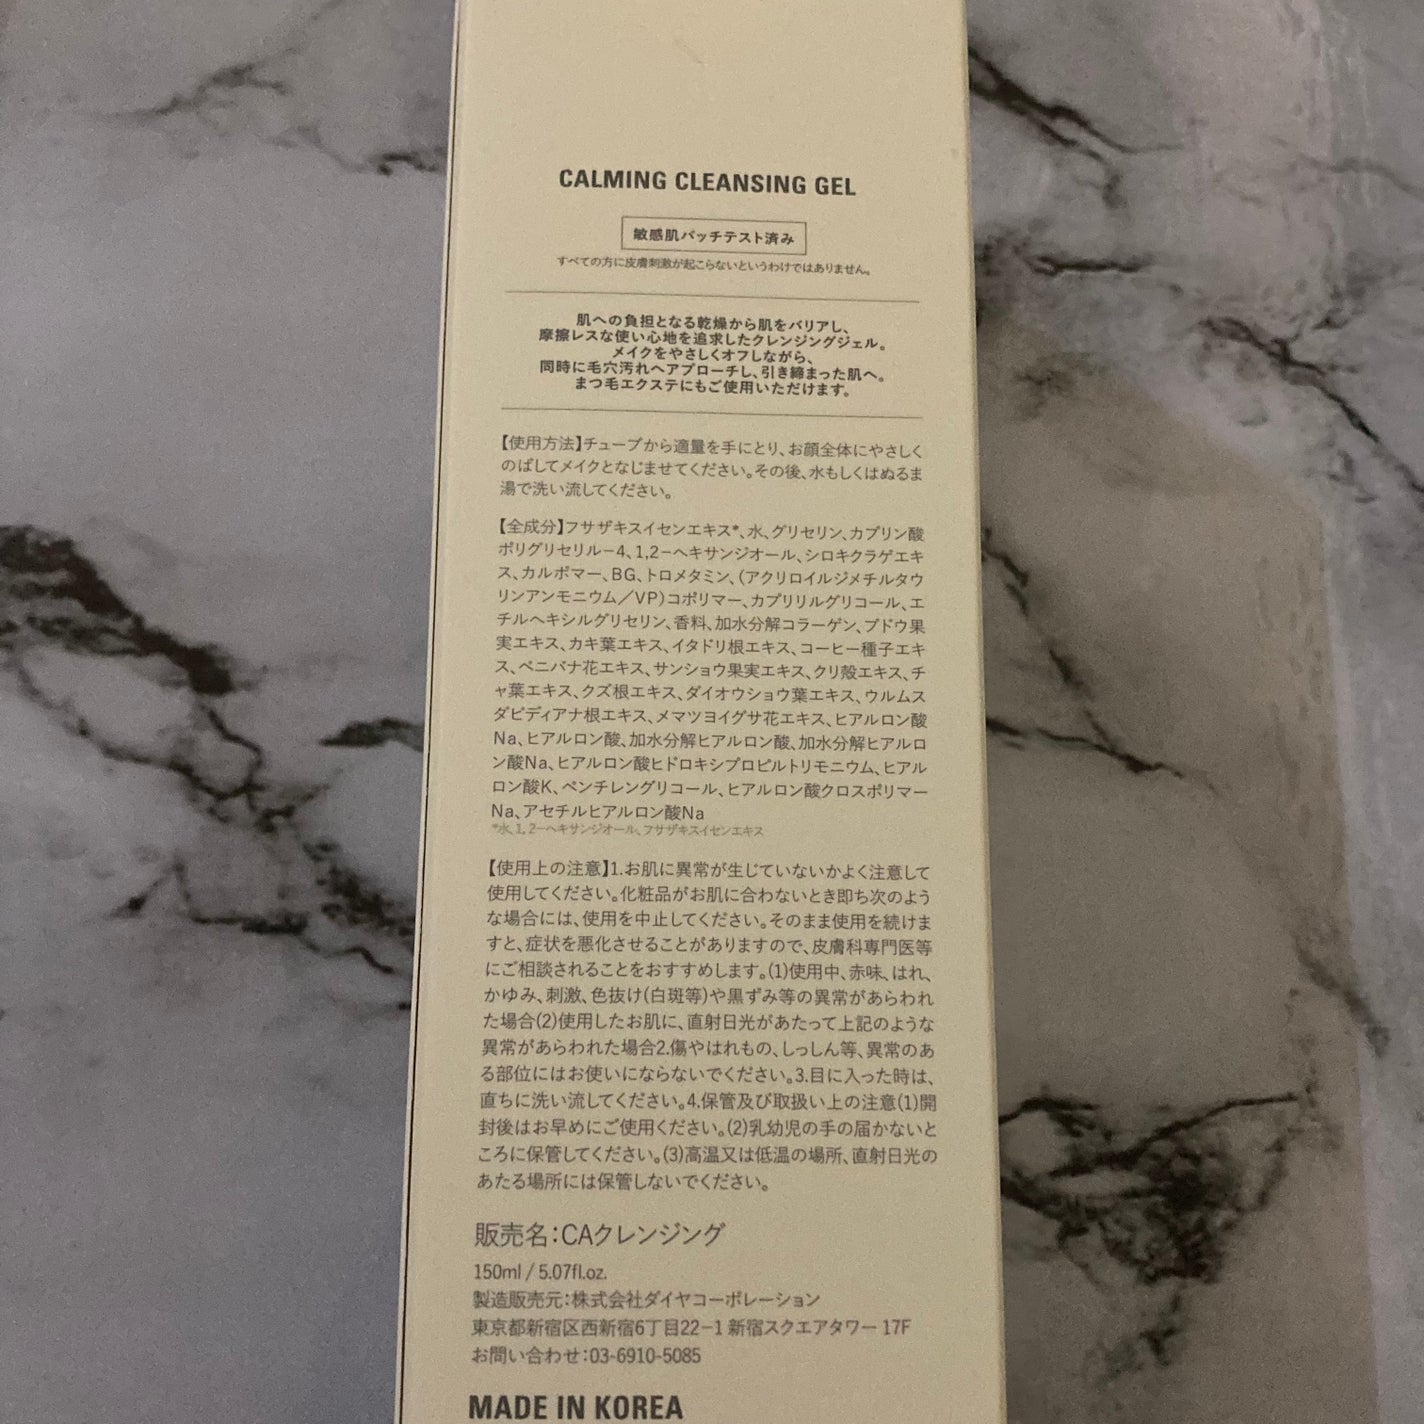 CALMING CLEANSING GEL
敏感肌パッチテスト済み
すべての方に皮膚刺激が起こらないというわけではありません。
肌への負担となる乾燥から肌をバリアし、
摩擦レスな使い心地を追求したクレンジングジェル。
メイクをやさしくオフしながら、
同時に毛穴汚れへアプローチし、引き締まった肌へ。
まつ毛エクステにもご使用いただけます。
【使用方法】チューブから適量を手にとり、お顔全体にやさしく
のばしてメイクとなじませてください。その後、水もしくはぬるま
湯で洗い流してください。
【全成分】フサザキスイセンエキス*、水、グリセリン、カプリン酸
ポリグリセリル−4、1,2−ヘキサンジオール、シロキクラゲエキ
ス、カルボマー、BG、トロメタミン、(アクリロイルジメチルタウ
リンアンモニウム／VP)コポリマー、カプリリルグリコール、エ
チルヘキシルグリセリン、香料、加水分解コラーゲン、ブドウ果
実エキス、カキ葉エキス、イタドリ根エキス、コーヒー種子エキ
ス、ベニバナ花エキス、サンショウ果実エキス、クリ殻エキス、チ
ャ葉エキス、クズ根エキス、ダイオウショウ葉エキス、ウルムス
ダビディアナ根エキス、メマツヨイグサ花エキス、ヒアルロン酸
Na、ヒアルロン酸、加水分解ヒアルロン酸、加水分解ヒアルロ
ン酸Na、ヒアルロン酸ヒドロキシプロピルトリモニウム、ヒアル
ロン酸K、ペンチレングリコール、ヒアルロン酸クロスポリマー
Na、アセチルヒアルロン酸Na
*水、1,2−ヘキサンジオール、フサザキスイセンエキス
【使用上の注意】1.お肌に異常が生じていないかよく注意して
使用してください。化粧品がお肌に合わないとき即ち次のよう
な場合には、使用を中止してください。そのまま使用を続けま
すと、症状を悪化させることがありますので、皮膚科専門医等
にご相談されることをおすすめします。(1)使用中、赤味、はれ、
かゆみ、刺激、色抜け(白斑等)や黒ずみ等の異常があらわれ
た場合(2)使用したお肌に、直射日光があたって上記のような
異常があらわれた場合2.傷やはれもの、しっしん等、異常のあ
る部位にはお使いにならないでください。3.目に入った時は、
直ちに洗い流してください。4.保管及び取扱い上の注意(1)開
封後はお早めにご使用ください。(2)乳幼児の手の届かないと
ころに保管してください。(3)高温又は低温の場所、直射日光の
あたる場所には保管しないでください。
販売名：CAクレンジング
150ml / 5.07fl.oz.
製造販売元：株式会社ダイヤコーポレーション
東京都新宿区西新宿6丁目22−1 新宿スクエアタワー 17F
お問い合わせ：03-6910-5085
MADE IN KOREA